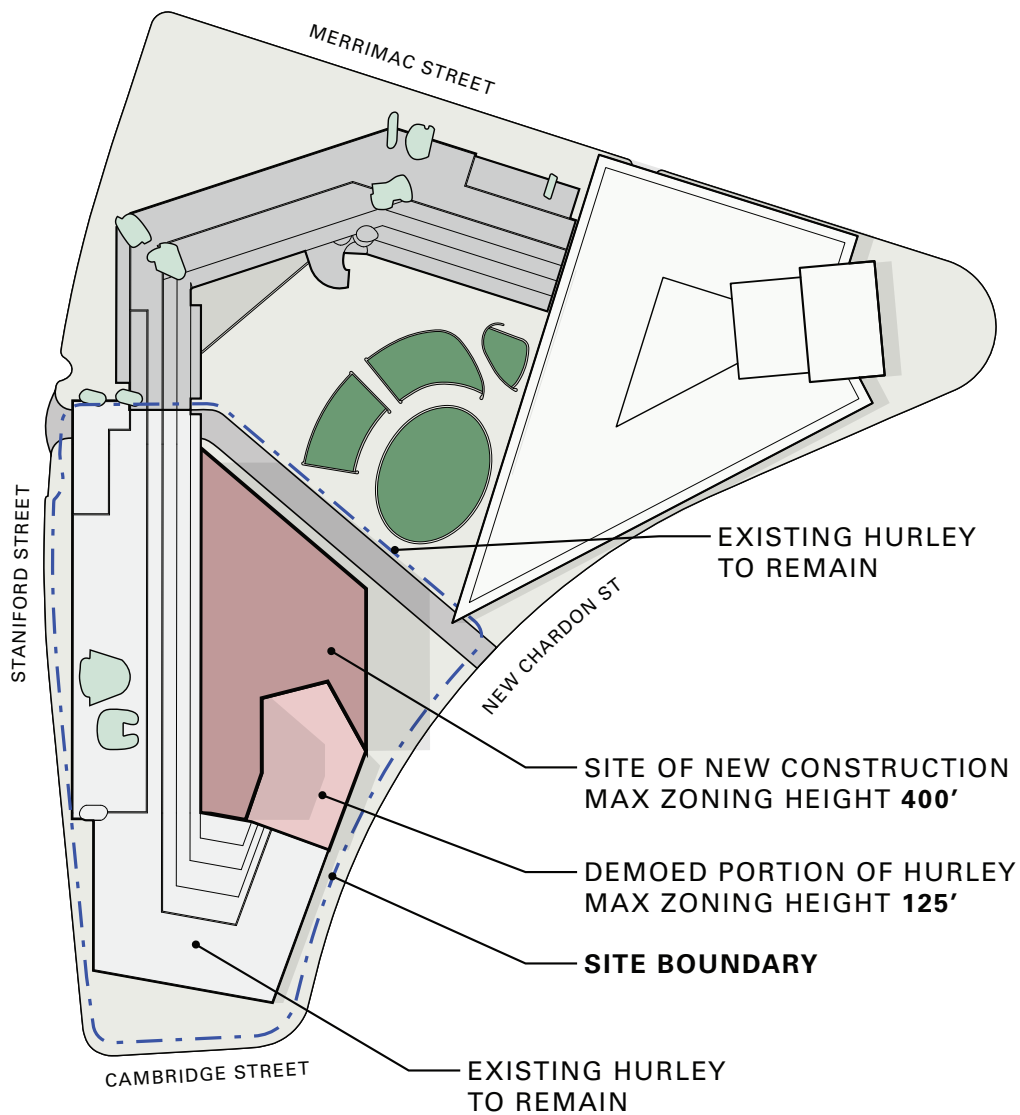 MERRIMAC STREET
STANIFORD STREET
EXISTING HURLEY
TO REMAIN
NEW CHARDON ST
SITE OF NEW CONSTRUCTION
MAX ZONING HEIGHT 400’
DEMOED PORTION OF HURLEY
MAX ZONING HEIGHT 125’
SITE BOUNDARY
CAMBRIDGE STREET
EXISTING HURLEY
TO REMAIN